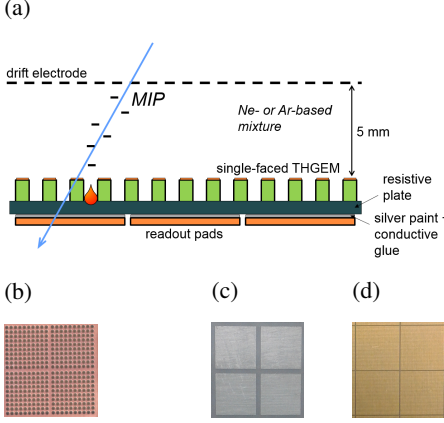 (a)
drift electrode
MIP
Ne- or Ar-based
mixture
5 mm
single-faced THGEM
resistive
plate
silver paint -
conductive
glue
readout pads
(b)
(c)
(d)